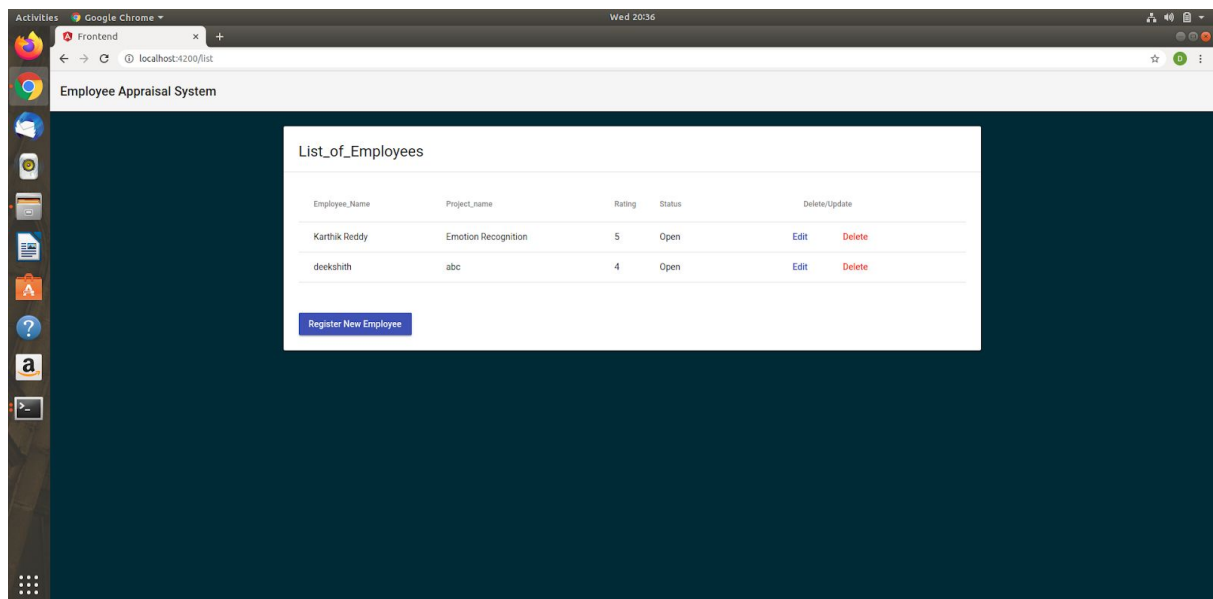 Activities Google Chrome Wed 20:36
Frontend
localhost:4200/list D
Employee Appraisal System
List_of_Employees
Employee_Name Project_name Rating Status Delete/Update
Karthik Reddy Emotion Recognition 5 Open Edit Delete
deekshith abc 4 Open Edit Delete
Register New Employee